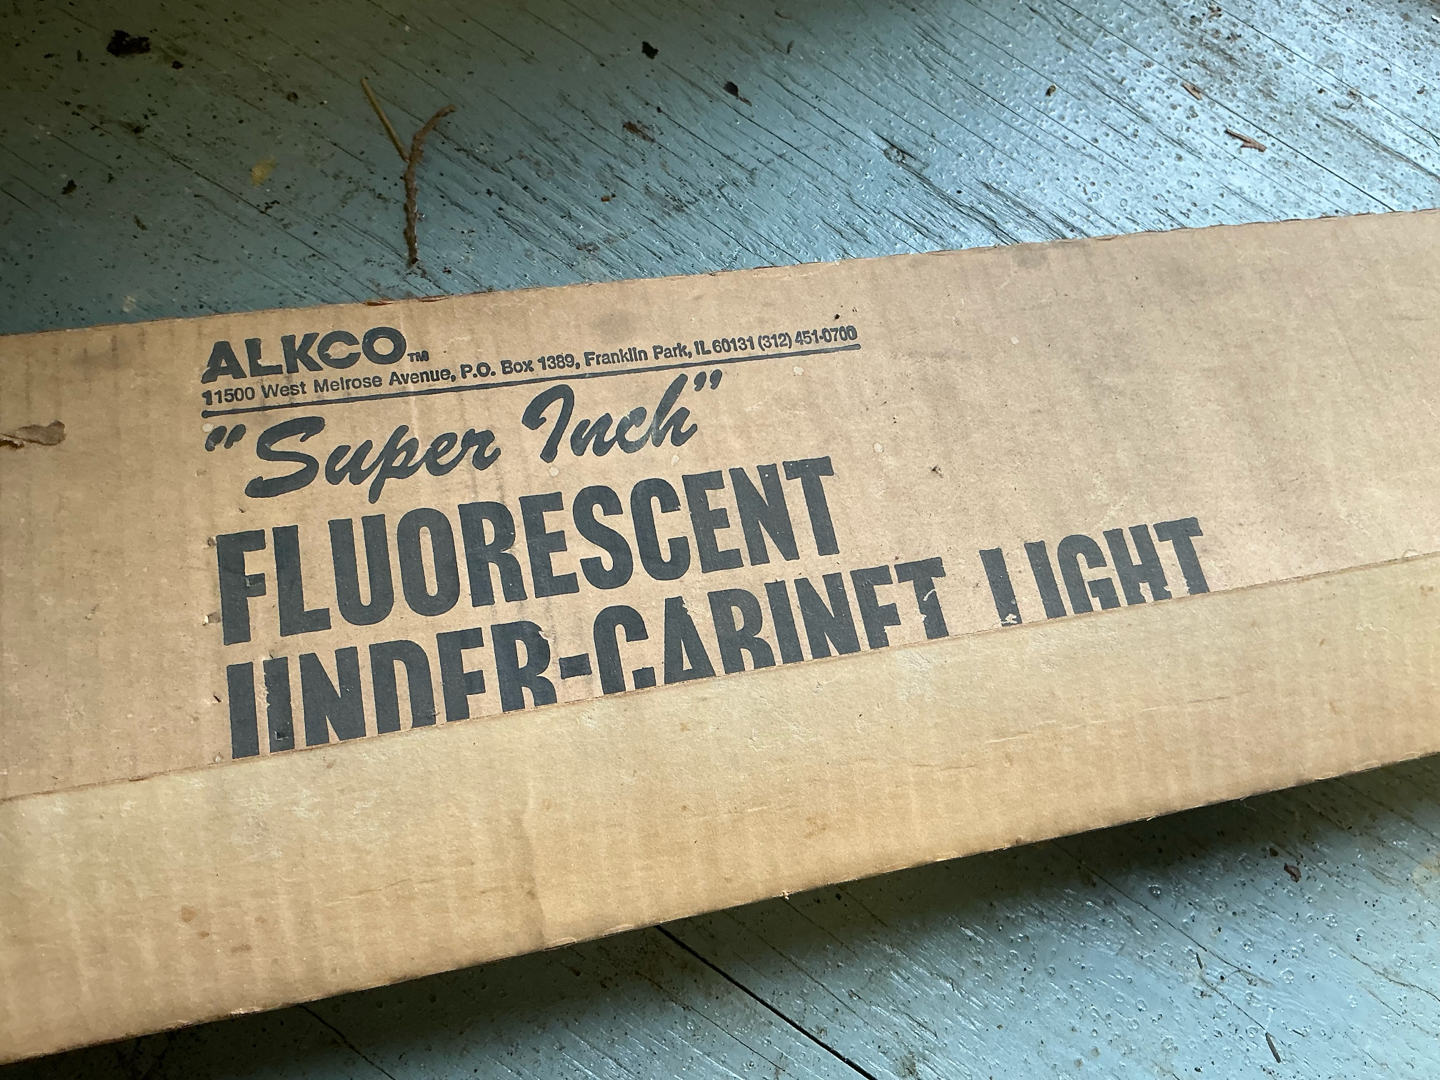 ALKCO™
11500 West Melrose Avenue, P.O. Box 1389, Franklin Park, IL 60131 (312) 451-0700
"Super Inch"
FLUORESCENT
UNDER-CABINET LIGHT